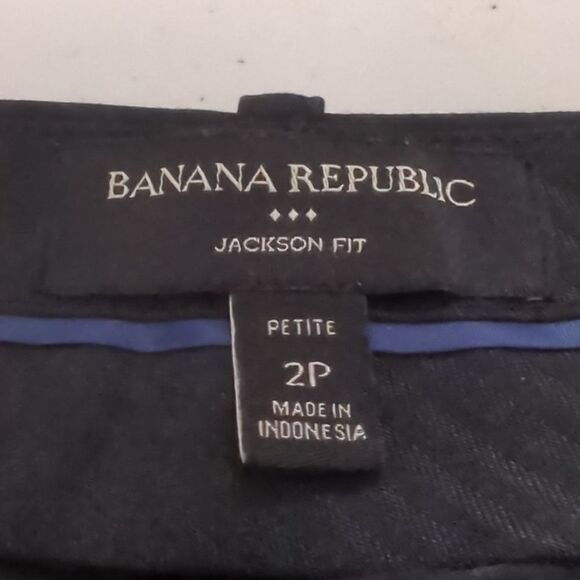 BANANA REPUBLIC
♦♦♦
JACKSON FIT
PETITE
2P
MADE IN
INDONESIA